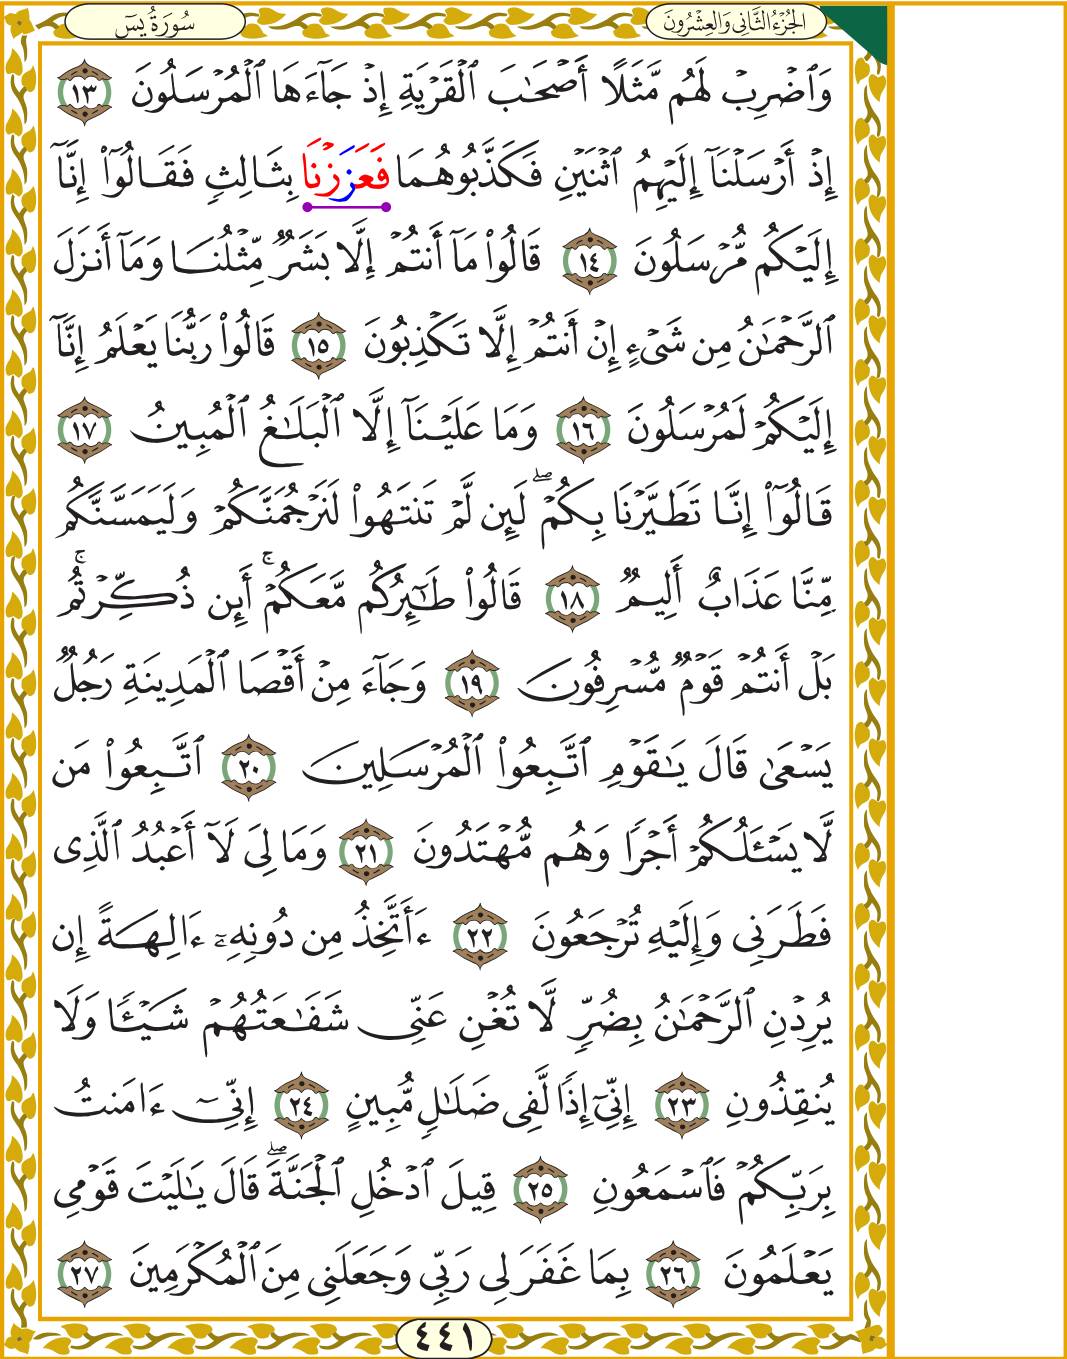 الجُزْءُ الثَّانِي وَالعِشْرُونَ
سُورَةُ يسٓ
وَٱضۡرِبۡ لَهُم مَّثَلًا أَصۡحَٰبَ ٱلۡقَرۡيَةِ إِذۡ جَآءَهَا ٱلۡمُرۡسَلُونَ ١٣
إِذۡ أَرۡسَلۡنَآ إِلَيۡهِمُ ٱثۡنَيۡنِ فَكَذَّبُوهُمَا فَعَزَزۡنَا بِثَالِثٖ فَقَالُوٓاْ إِنَّآ
إِلَيۡكُم مُّرۡسَلُونَ ١٤ قَالُواْ مَآ أَنتُمۡ إِلَّا بَشَرٞ مِّثۡلُنَا وَمَآ أَنزَلَ
ٱلرَّحۡمَٰنُ مِن شَيۡءٍ إِنۡ أَنتُمۡ إِلَّا تَكۡذِبُونَ ١٥ قَالُواْ رَبُّنَا يَعۡلَمُ إِنَّآ
إِلَيۡكُمۡ لَمُرۡسَلُونَ ١٦ وَمَا عَلَيۡنَآ إِلَّا ٱلۡبَلَٰغُ ٱلۡمُبِينُ ١٧
قَالُوٓاْ إِنَّا تَطَيَّرۡنَا بِكُمۡۖ لَئِن لَّمۡ تَنتَهُواْ لَنَرۡجُمَنَّكُمۡ وَلَيَمَسَّنَّكُم
مِّنَّا عَذَابٌ أَلِيمٞ ١٨ قَالُواْ طَٰٓئِرُكُم مَّعَكُمۡۚ أَئِن ذُكِّرۡتُمۚ
بَلۡ أَنتُمۡ قَوۡمٞ مُّسۡرِفُونَ ١٩ وَجَآءَ مِنۡ أَقۡصَا ٱلۡمَدِينَةِ رَجُلٞ
يَسۡعَىٰ قَالَ يَٰقَوۡمِ ٱتَّبِعُواْ ٱلۡمُرۡسَلِينَ ٢٠ ٱتَّبِعُواْ مَن
لَّا يَسۡـَٔلُكُمۡ أَجۡرٗا وَهُم مُّهۡتَدُونَ ٢١ وَمَا لِيَ لَآ أَعۡبُدُ ٱلَّذِي
فَطَرَنِي وَإِلَيۡهِ تُرۡجَعُونَ ٢٢ ءَأَتَّخِذُ مِن دُونِهِۦٓ ءَالِهَةً إِن
يُرِدۡنِ ٱلرَّحۡمَٰنُ بِضُرّٖ لَّا تُغۡنِ عَنِّي شَفَٰعَتُهُمۡ شَيۡـٔٗا وَلَا
يُنقِذُونِ ٢٣ إِنِّيٓ إِذٗا لَّفِي ضَلَٰلٖ مُّبِينٍ ٢٤ إِنِّيٓ ءَامَنتُ
بِرَبِّكُمۡ فَٱسۡمَعُونِ ٢٥ قِيلَ ٱدۡخُلِ ٱلۡجَنَّةَۖ قَالَ يَٰلَيۡتَ قَوۡمِي
يَعۡلَمُونَ ٢٦ بِمَا غَفَرَ لِي رَبِّي وَجَعَلَنِي مِنَ ٱلۡمُكۡرَمِينَ ٢٧
٤٤١